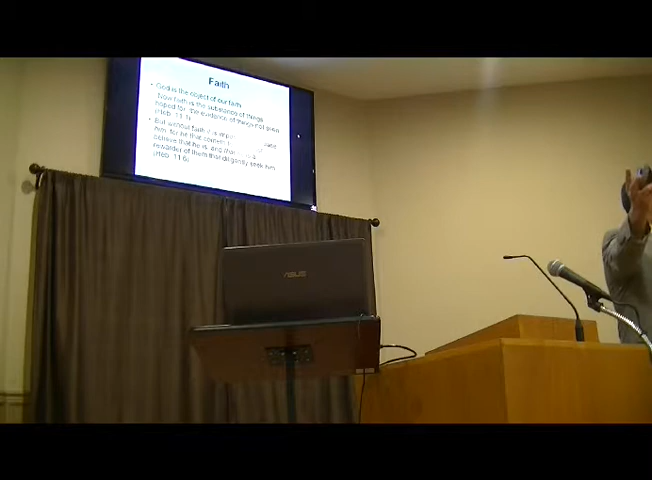 Faith
• God is the object of our faith
Now faith is the substance of things
hoped for, the evidence of things not seen
(Heb. 11:1)
• But without faith it is
him: for he that cometh
believe that he is, and that
rewarder of them that diligently seek him
(Heb. 11:6)
ASUS